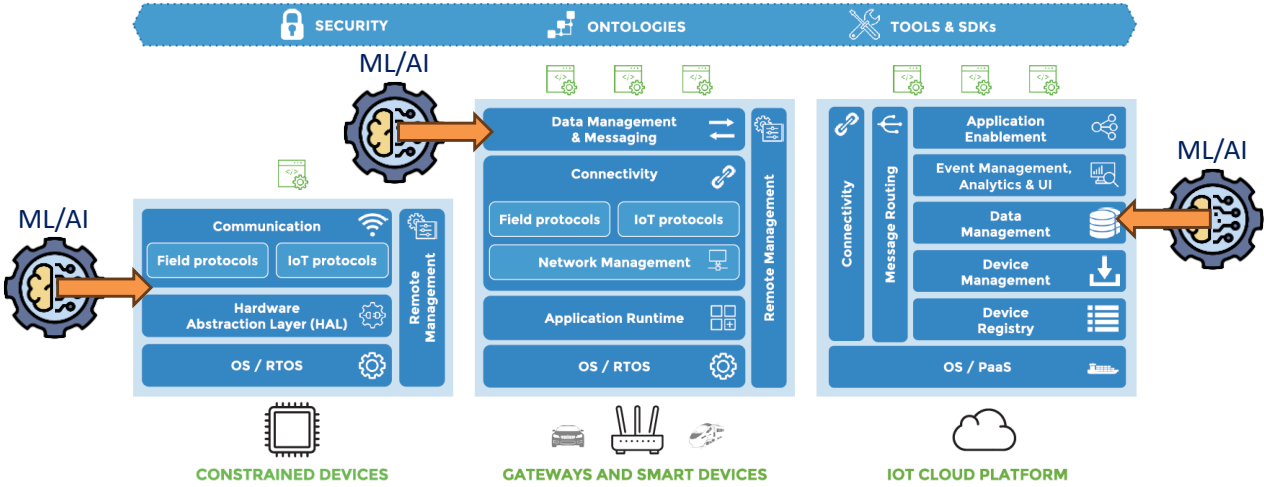 SECURITY
ONTOLOGIES
TOOLS & SDKs
ML/AI
ML/AI
ML/AI
Communication
Field protocols
IoT protocols
Hardware
Abstraction Layer (HAL)
OS / RTOS
Remote
Management
CONSTRAINED DEVICES
Data Management
& Messaging
Connectivity
Field protocols
IoT protocols
Network Management
Application Runtime
OS / RTOS
Remote Management
GATEWAYS AND SMART DEVICES
Connectivity
Message Routing
Application
Enablement
Event Management,
Analytics & UI
Data
Management
Device
Management
Device
Registry
OS / PaaS
IOT CLOUD PLATFORM